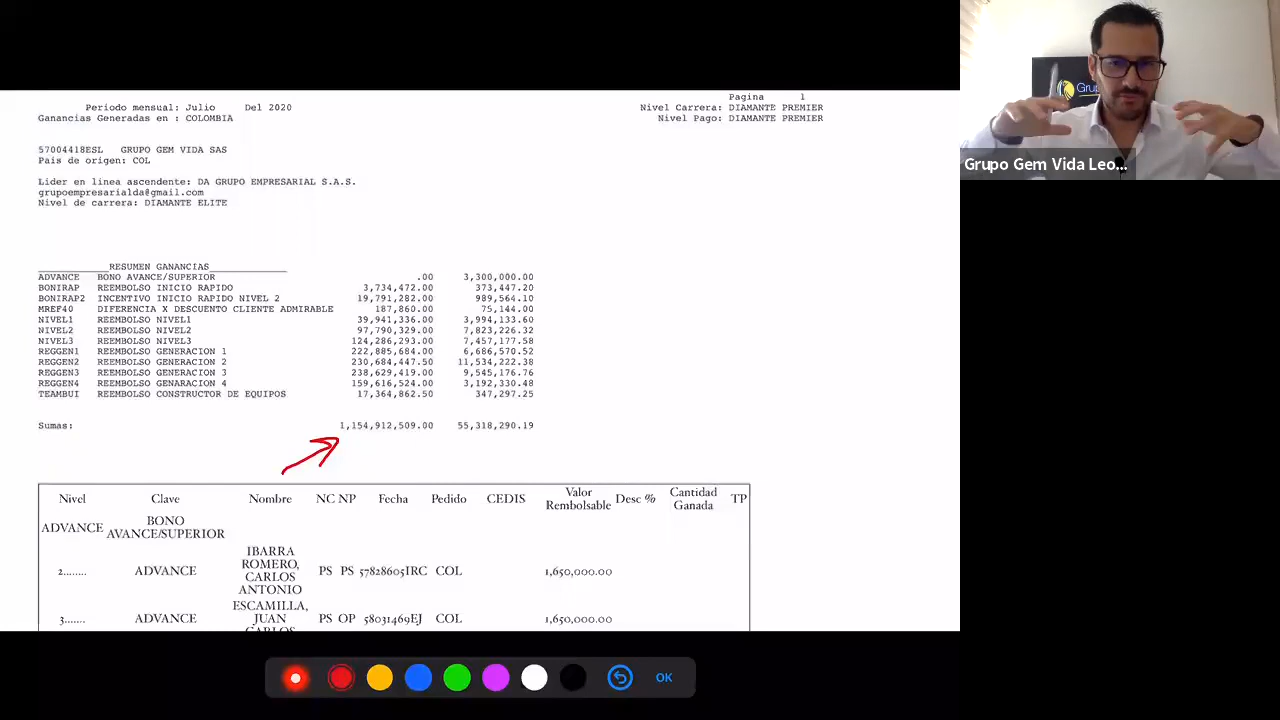 Pagina 1
Periodo mensual: Julio Del 2020
Nivel Carrera: DIAMANTE PREMIER
Ganancias Generadas en : COLOMBIA
Nivel Pago: DIAMANTE PREMIER
57004418ESL GRUPO GEM VIDA SAS
Pais de origen: COL
Lider en linea ascendente: DA GRUPO EMPRESARIAL S.A.S.
grupoempresarialda@gmail.com
Nivel de carrera: DIAMANTE ELITE
RESUMEN GANANCIAS
ADVANCE BONO AVANCE/SUPERIOR .00 3,300,000.00
BONIRAP REEMBOLSO INICIO RAPIDO 3,734,472.00 373,447.20
BONIRAP2 INCENTIVO INICIO RAPIDO NIVEL 2 19,791,282.00 989,564.10
MREF40 DIFERENCIA X DESCUENTO CLIENTE ADMIRABLE 187,860.00 75,144.00
NIVEL1 REEMBOLSO NIVEL1 39,941,336.00 3,994,133.60
NIVEL2 REEMBOLSO NIVEL2 97,790,329.00 7,823,226.32
NIVEL3 REEMBOLSO NIVEL3 124,286,293.00 7,457,177.58
REGGEN1 REEMBOLSO GENERACION 1 222,885,684.00 6,686,570.52
REGGEN2 REEMBOLSO GENERACION 2 230,684,447.50 11,534,222.38
REGGEN3 REEMBOLSO GENERACION 3 238,629,419.00 9,545,176.76
REGGEN4 REEMBOLSO GENARACION 4 159,616,524.00 3,192,330.48
TEAMBUI REEMBOLSO CONSTRUCTOR DE EQUIPOS 17,364,862.50 347,297.25
Sumas: 1,154,912,509.00 55,318,290.19
Nivel Clave Nombre NC NP Fecha Pedido CEDIS Valor Rembolsable Desc % Cantidad Ganada TP
ADVANCE BONO AVANCE/SUPERIOR
2........ ADVANCE IBARRA ROMERO, CARLOS ANTONIO PS PS 57828605IRC COL 1,650,000.00
3....... ADVANCE ESCAMILLA, JUAN CARLOS PS OP 58031469EJ COL 1,650,000.00
Grupo Gem Vida Leo...
OK